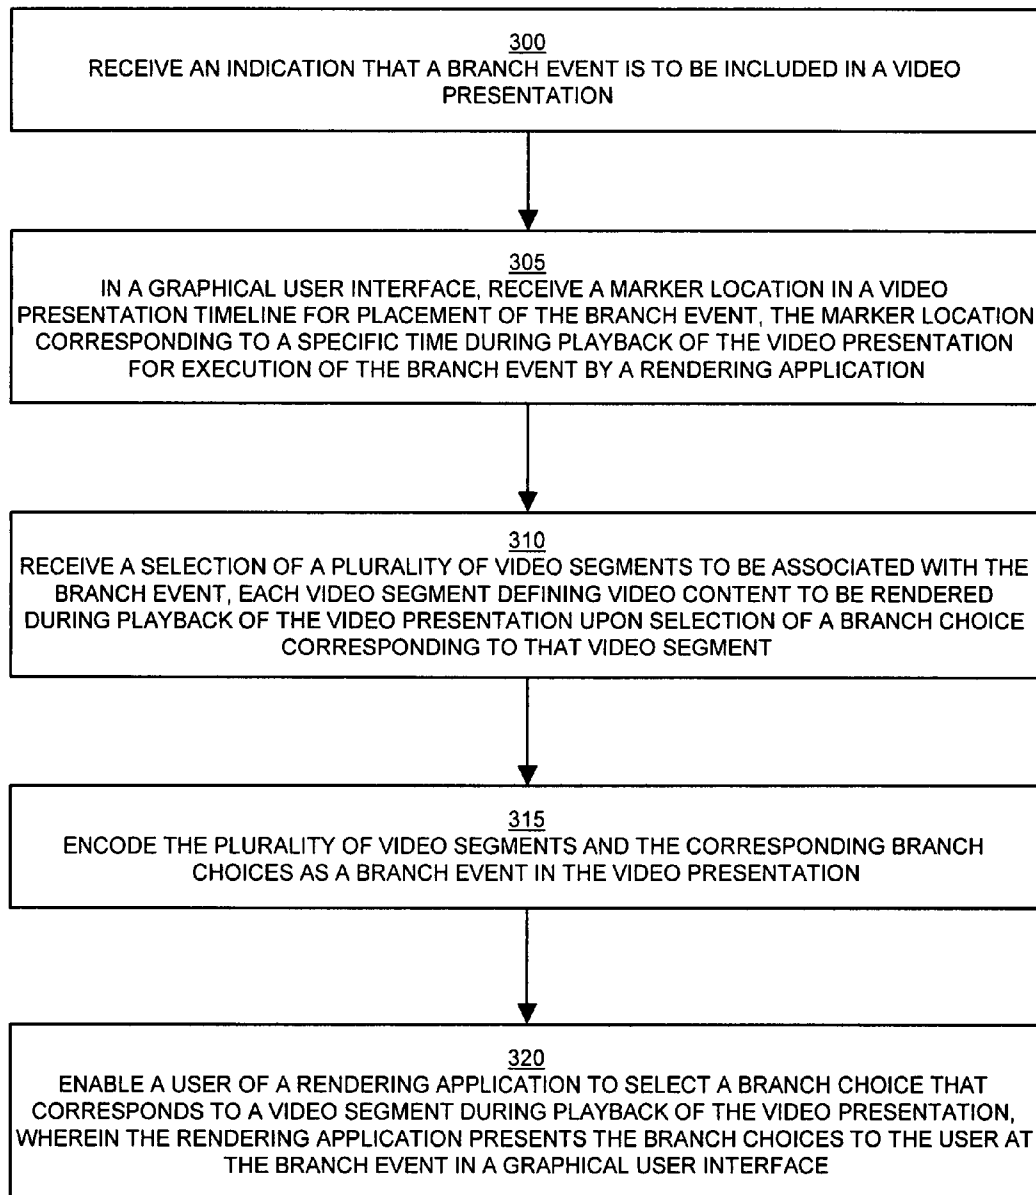 300
RECEIVE AN INDICATION THAT A BRANCH EVENT IS TO BE INCLUDED IN A VIDEO
PRESENTATION
305
IN A GRAPHICAL USER INTERFACE, RECEIVE A MARKER LOCATION IN A VIDEO
PRESENTATION TIMELINE FOR PLACEMENT OF THE BRANCH EVENT, THE MARKER LOCATION
CORRESPONDING TO A SPECIFIC TIME DURING PLAYBACK OF THE VIDEO PRESENTATION
FOR EXECUTION OF THE BRANCH EVENT BY A RENDERING APPLICATION
310
RECEIVE A SELECTION OF A PLURALITY OF VIDEO SEGMENTS TO BE ASSOCIATED WITH THE
BRANCH EVENT, EACH VIDEO SEGMENT DEFINING VIDEO CONTENT TO BE RENDERED
DURING PLAYBACK OF THE VIDEO PRESENTATION UPON SELECTION OF A BRANCH CHOICE
CORRESPONDING TO THAT VIDEO SEGMENT
315
ENCODE THE PLURALITY OF VIDEO SEGMENTS AND THE CORRESPONDING BRANCH
CHOICES AS A BRANCH EVENT IN THE VIDEO PRESENTATION
320
ENABLE A USER OF A RENDERING APPLICATION TO SELECT A BRANCH CHOICE THAT
CORRESPONDS TO A VIDEO SEGMENT DURING PLAYBACK OF THE VIDEO PRESENTATION,
WHEREIN THE RENDERING APPLICATION PRESENTS THE BRANCH CHOICES TO THE USER AT
THE BRANCH EVENT IN A GRAPHICAL USER INTERFACE